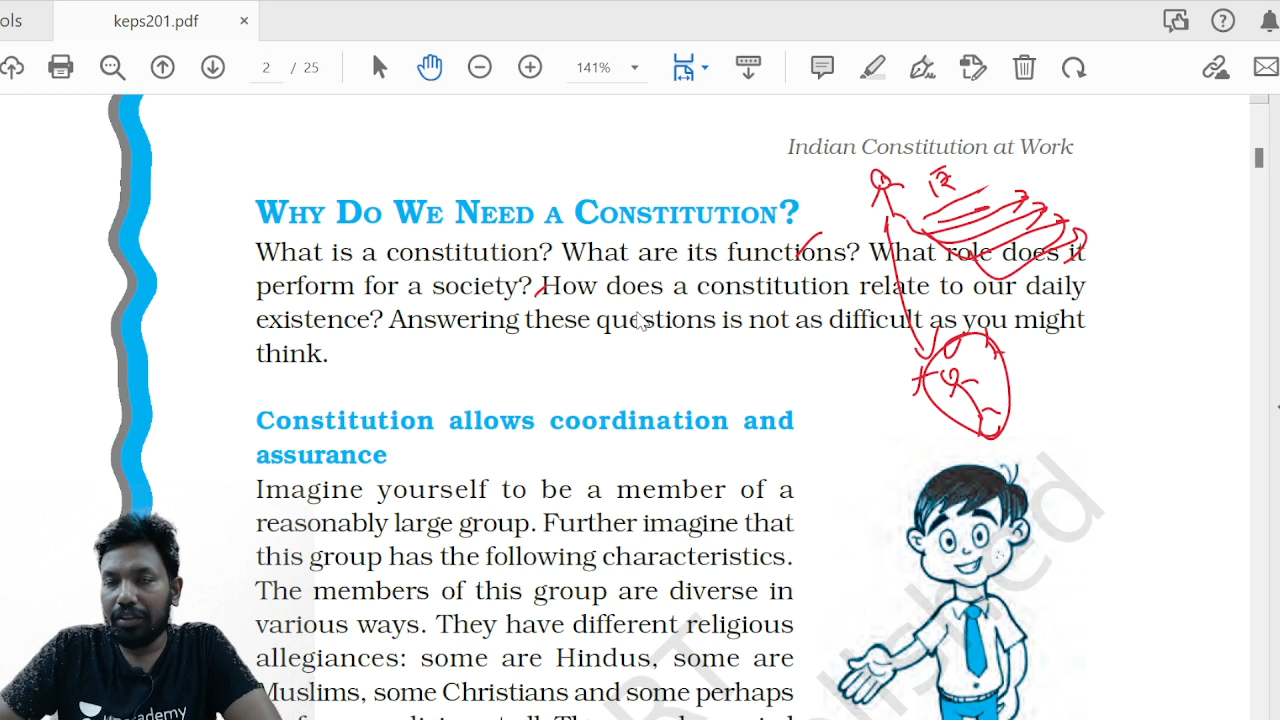 ols
keps201.pdf ×
2 / 25
141%
Indian Constitution at Work
WHY DO WE NEED A CONSTITUTION?
What is a constitution? What are its functions? What role does it
perform for a society? How does a constitution relate to our daily
existence? Answering these questions is not as difficult as you might
think.
Constitution allows coordination and
assurance
Imagine yourself to be a member of a
reasonably large group. Further imagine that
this group has the following characteristics.
The members of this group are diverse in
various ways. They have different religious
allegiances: some are Hindus, some are
Muslims, some Christians and some perhaps